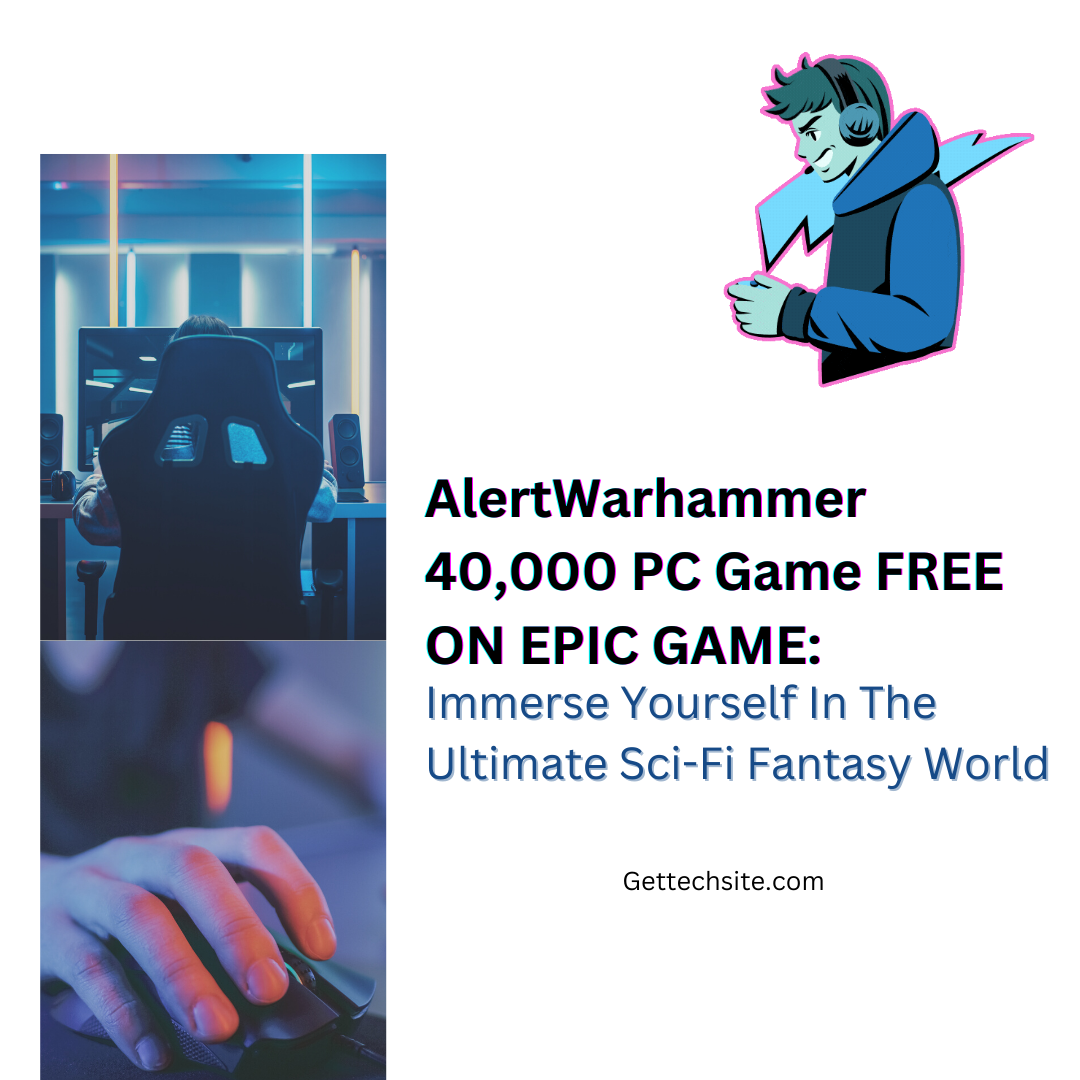 AlertWarhammer
40,000 PC Game FREE
ON EPIC GAME:
Immerse Yourself In The
Ultimate Sci-Fi Fantasy World
Gettechsite.com